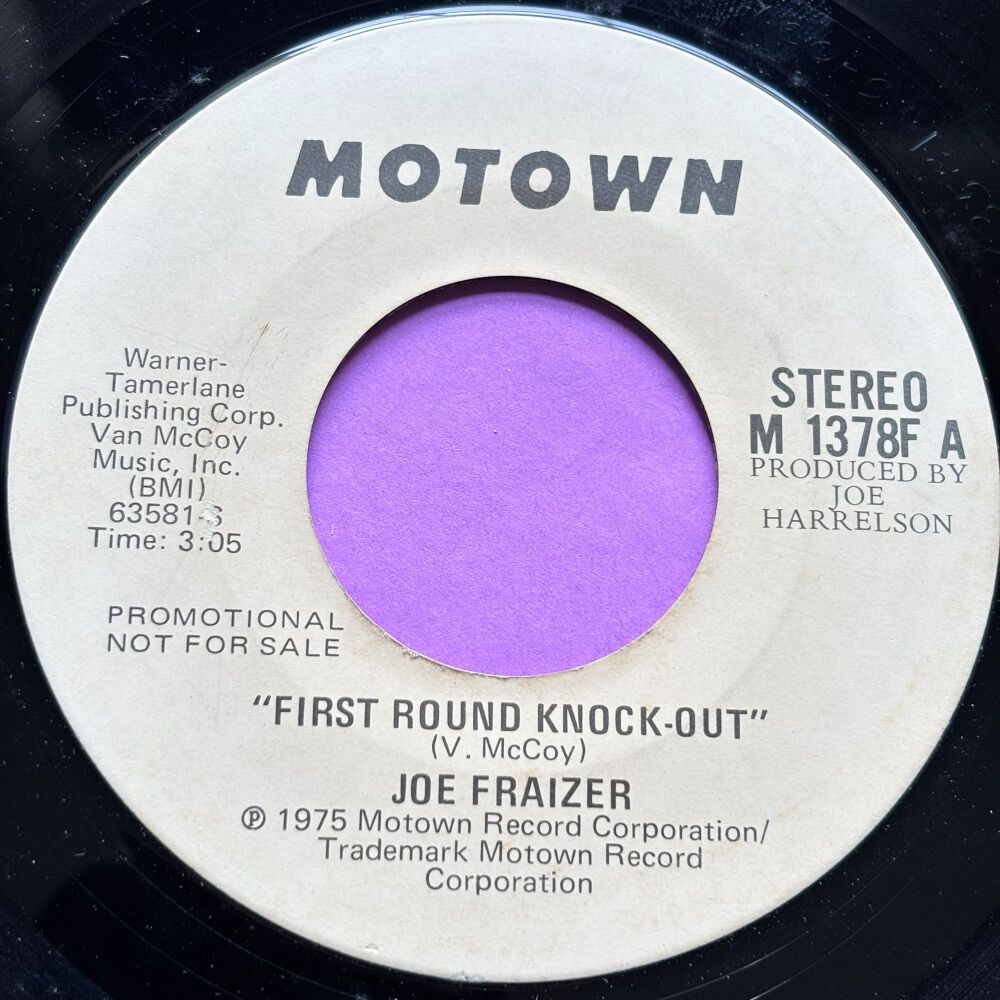 MOTOWN
Warner-
Tamerlane
Publishing Corp.
Van McCoy
Music, Inc.
(BMI)
63581-S
Time: 3:05
STEREO
M 1378F A
PRODUCED BY
JOE
HARRELSON
PROMOTIONAL
NOT FOR SALE
"FIRST ROUND KNOCK-OUT"
(V. McCoy)
JOE FRAIZER
℗ 1975 Motown Record Corporation/
Trademark Motown Record
Corporation